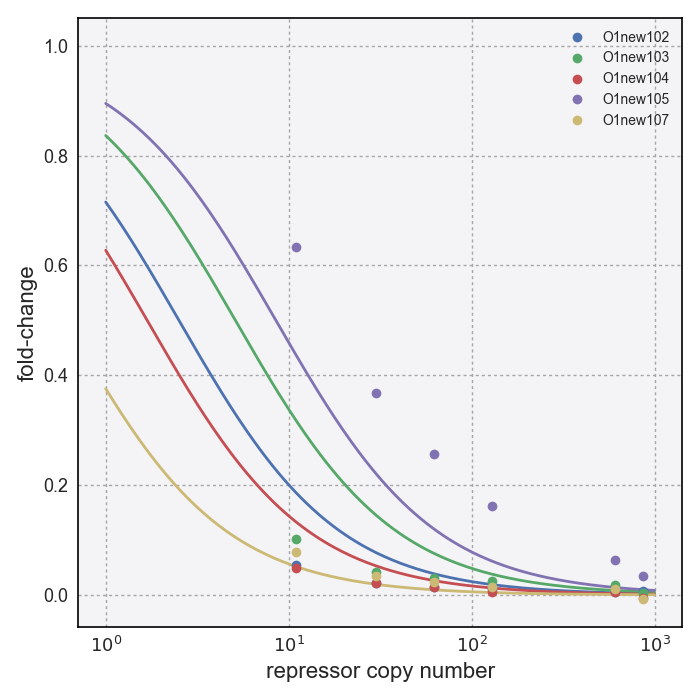 O1new102
O1new103
O1new104
O1new105
O1new107
1.0
0.8
0.6
0.4
0.2
0.0
fold-change
10^0 10^1 10^2 10^3
repressor copy number